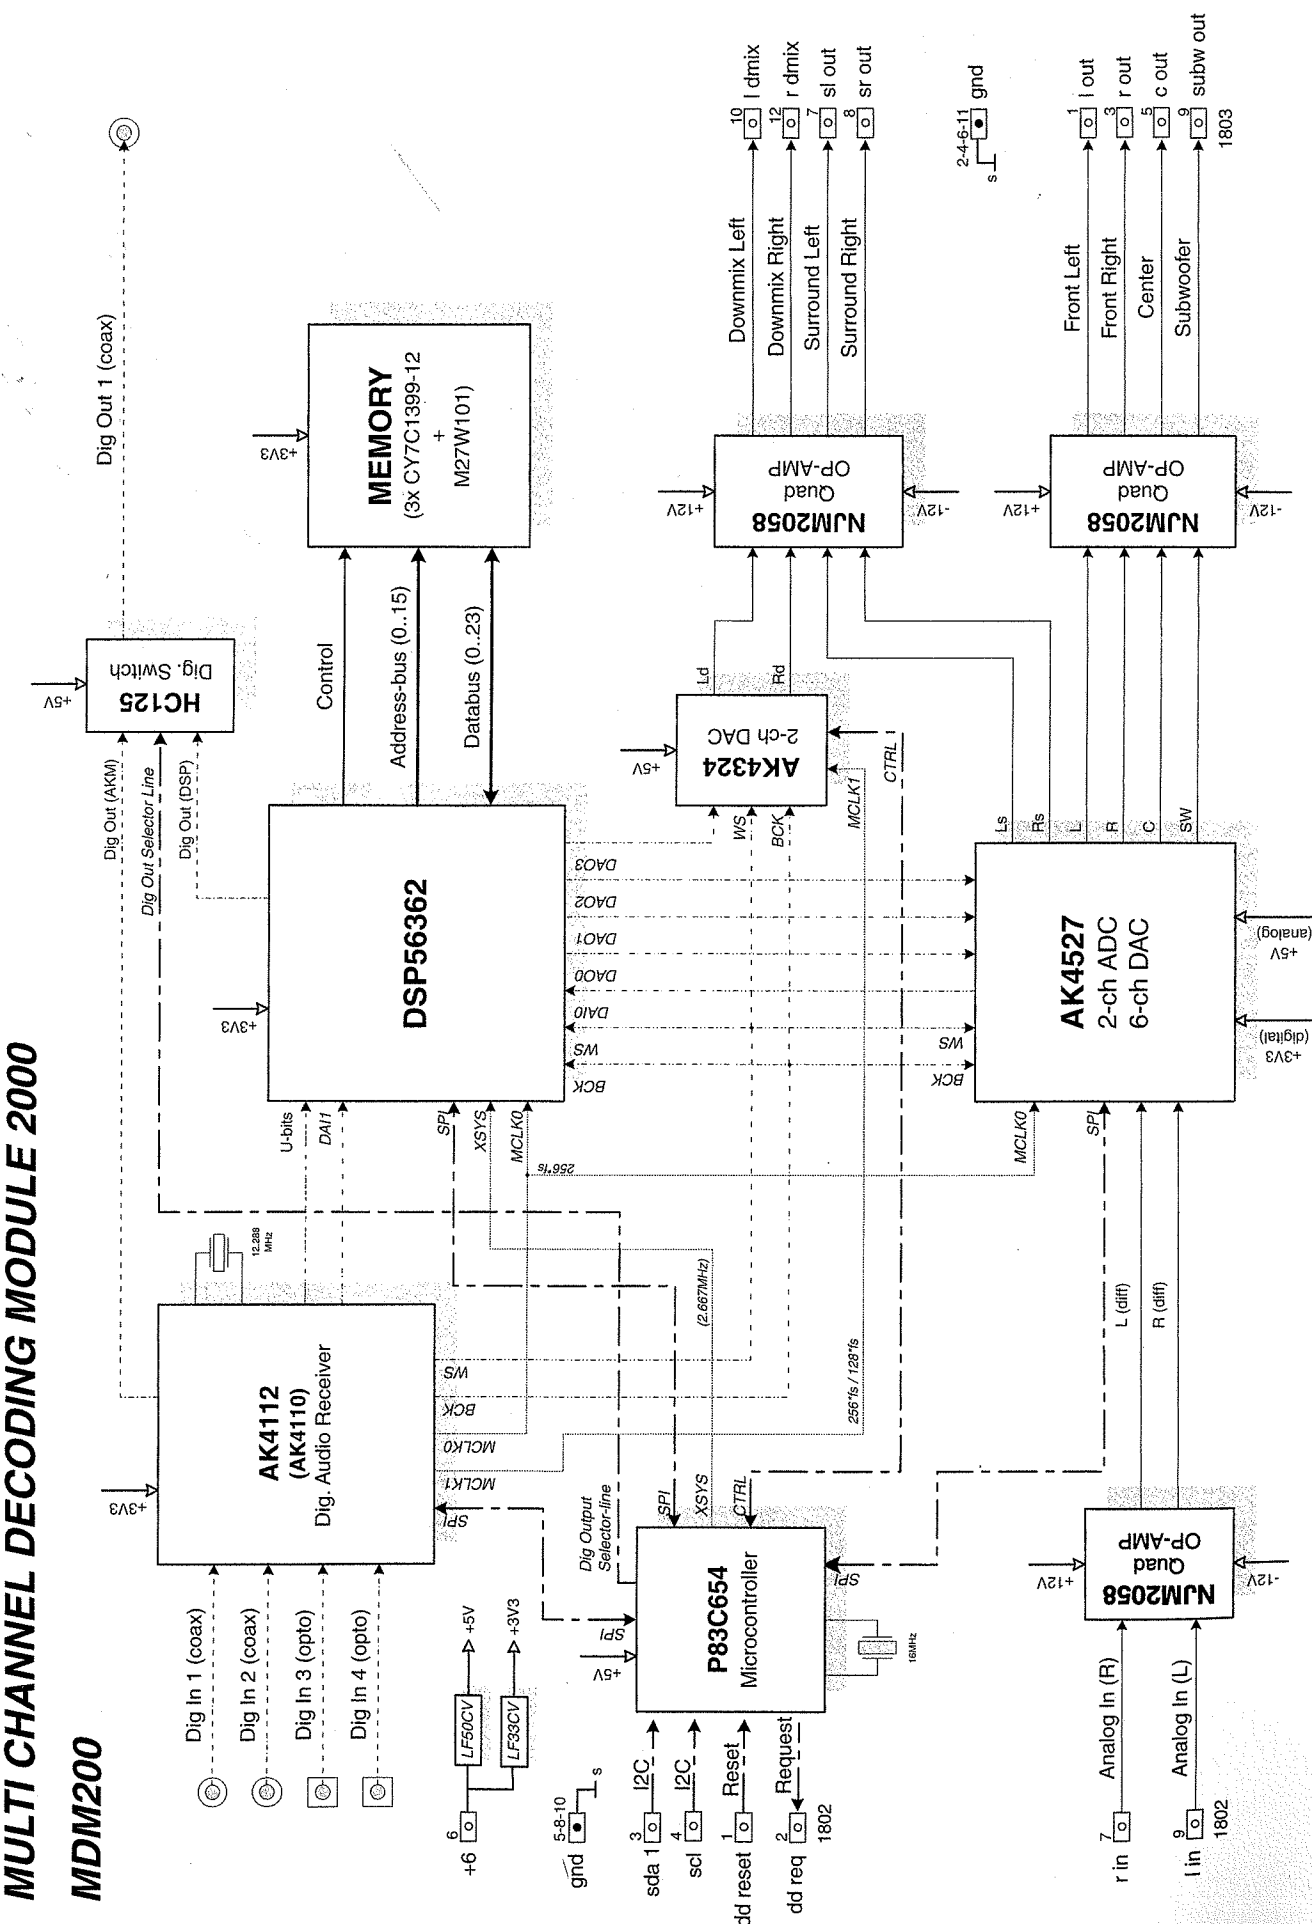 MULTI CHANNEL DECODING MODULE 2000
MDM200
Dig In 1 (coax)
Dig In 2 (coax)
Dig In 3 (opto)
Dig In 4 (opto)
+3V3
AK4112
(AK4110)
Dig. Audio Receiver
12.288
MHz
WS
BCK
MCLK0
MCLK1
SPI
U-bits
DAI1
SPI
XSYS
MCLK0
256*fs
+3V3
DSP56362
DAO3
DAO2
DAO1
DAO0
DAI0
WS
BCK
Dig Out (AKM)
Dig Out Selector Line
Dig Out (DSP)
+5V
HC125
Dig. Switch
Dig Out 1 (coax)
Control
Address-bus (0..15)
Databus (0..23)
+3V3
MEMORY
(3x CY7C1399-12
+
M27W101)
6
+6
LF50CV
+5V
LF33CV
+3V3
5-8-10
gnd
s
sda 1
3
I2C
scl
4
I2C
dd reset
1
Reset
dd req
2
Request
1802
+5V
SPI
Dig Output
Selector-line
P83C654
Microcontroller
SPI
XSYS
CTRL
SPI
16MHz
(2.667MHz)
256*fs / 128*fs
WS
BCK
MCLK1
CTRL
+5V
AK4324
2-ch DAC
Ld
Rd
+12V
NJM2058
Quad
OP-AMP
-12V
Downmix Left
10
l dmix
Downmix Right
12
r dmix
Surround Left
7
sl out
Surround Right
8
sr out
2-4-6-11
gnd
s
r in
7
Analog In (R)
l in
9
Analog In (L)
1802
+12V
NJM2058
Quad
OP-AMP
-12V
L (diff)
R (diff)
MCLK0
SPI
BCK
WS
AK4527
2-ch ADC
6-ch DAC
+3V3
(digital)
+5V
(analog)
Ls
Rs
L
R
C
SW
+12V
NJM2058
Quad
OP-AMP
-12V
Front Left
1
l out
Front Right
3
r out
Center
5
c out
Subwoofer
9
subw out
1803